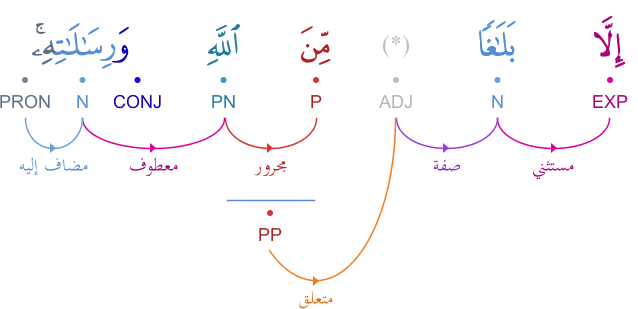 إِلَّا بَلَـٰغًا (*) مِّنَ ٱللَّهِ وَرِسَـٰلَـٰتِهِۦ ۚ
EXP N ADJ P PN CONJ N PRON
مستثني صفة مجرور معطوف مضاف إليه
PP
متعلق